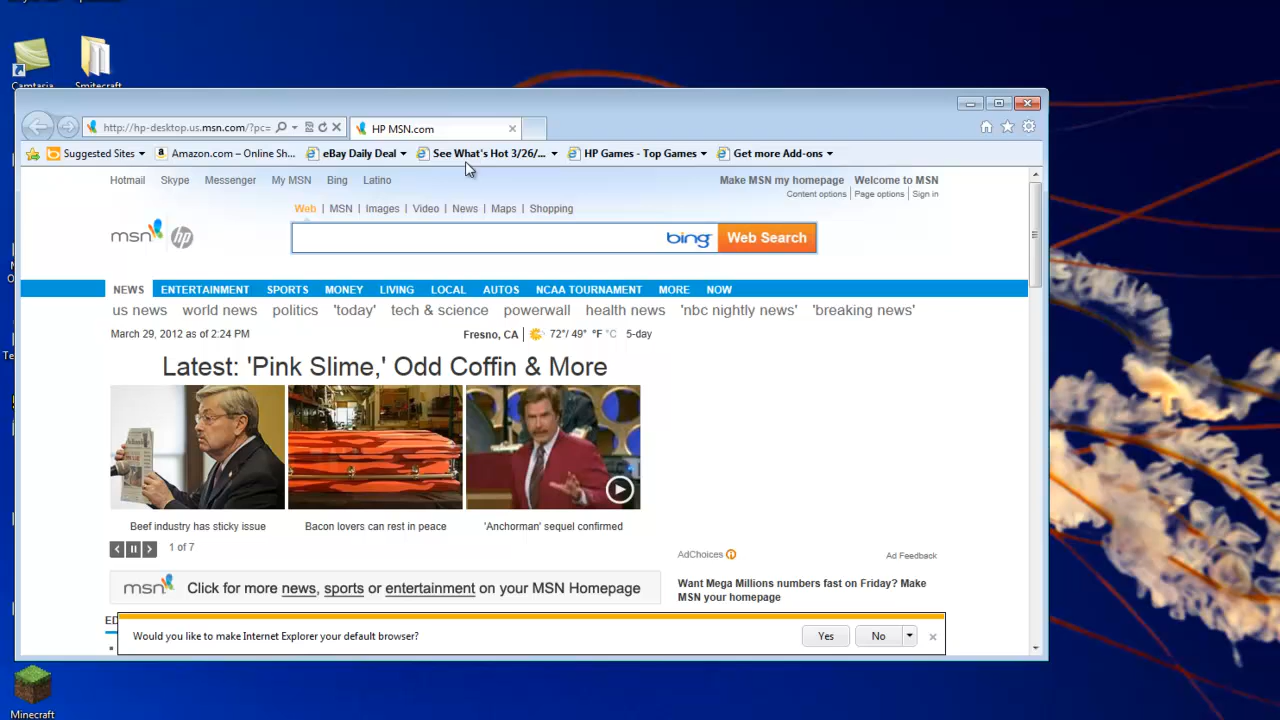 Camtasia
Smitecraft
http://hp-desktop.us.msn.com/?pc=
HP MSN.com
Suggested Sites
Amazon.com – Online Sh...
eBay Daily Deal
See What's Hot 3/26/...
HP Games - Top Games
Get more Add-ons
Hotmail Skype Messenger My MSN Bing Latino
Make MSN my homepage Welcome to MSN
Content options | Page options | Sign in
Web | MSN | Images | Video | News | Maps | Shopping
msn hp
bing Web Search
NEWS ENTERTAINMENT SPORTS MONEY LIVING LOCAL AUTOS NCAA TOURNAMENT MORE NOW
us news world news politics 'today' tech & science powerwall health news 'nbc nightly news' 'breaking news'
March 29, 2012 as of 2:24 PM
Fresno, CA | 72°/ 49° °F °C 5-day
Latest: 'Pink Slime,' Odd Coffin & More
Beef industry has sticky issue
Bacon lovers can rest in peace
'Anchorman' sequel confirmed
1 of 7
AdChoices
Ad Feedback
msn Click for more news, sports or entertainment on your MSN Homepage
Want Mega Millions numbers fast on Friday? Make
MSN your homepage
Would you like to make Internet Explorer your default browser?
Yes
No
Minecraft